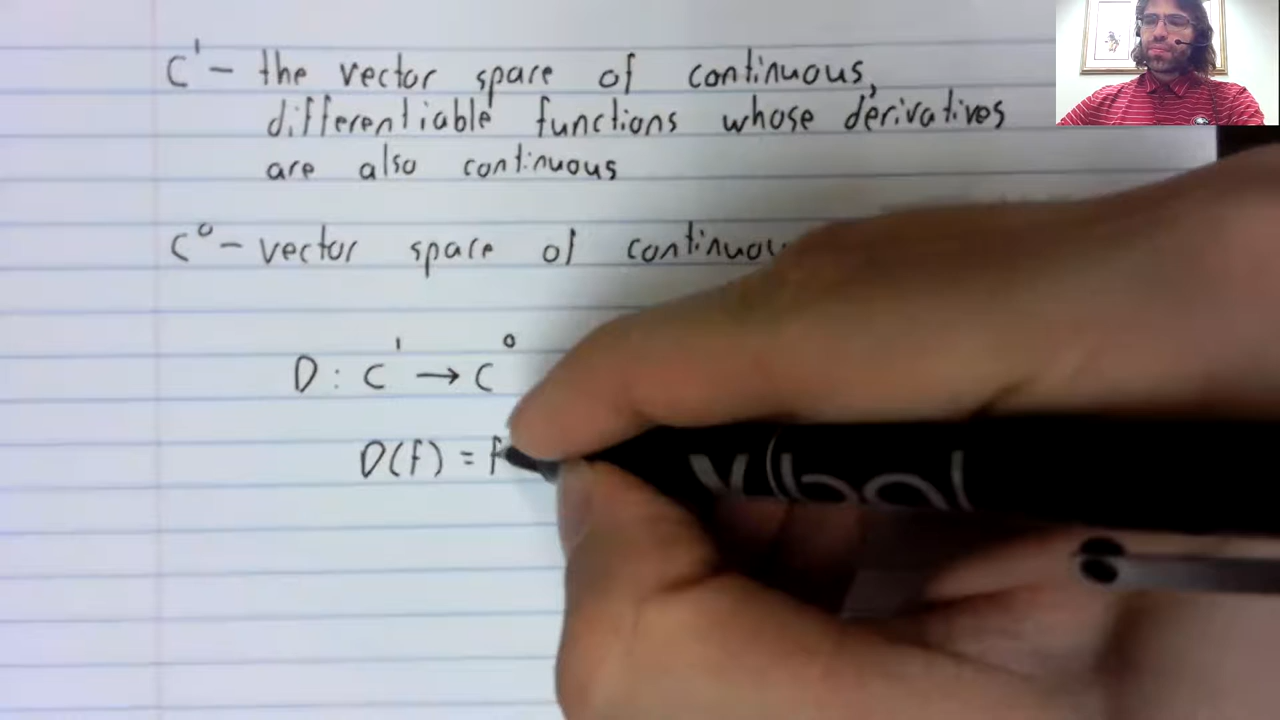 C¹ – the vector space of continuous,
differentiable functions whose derivatives
are also continuous
C⁰ – vector space of
D : C¹ → C⁰
D(f) = f